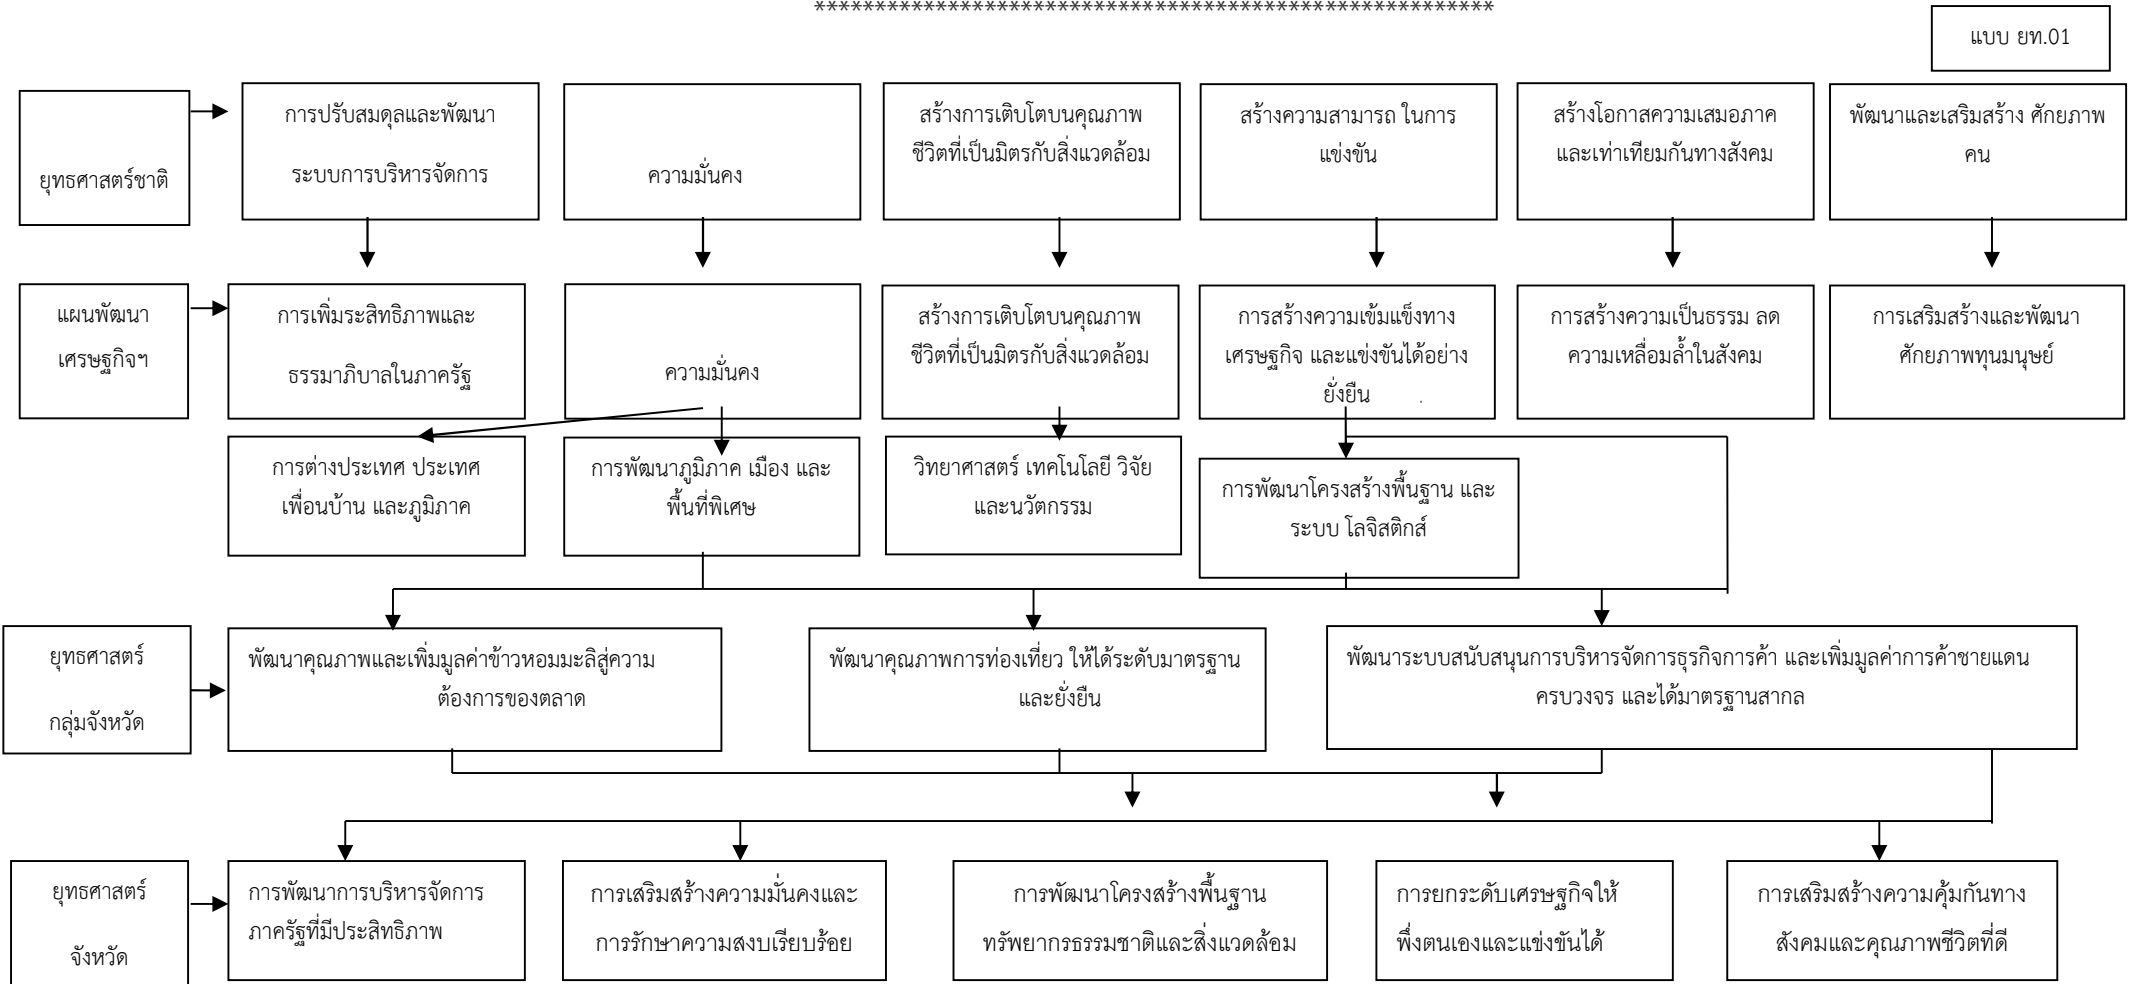 ********************************************************
แบบ ยท.01
ยุทธศาสตร์ชาติ
การปรับสมดุลและพัฒนา
ระบบการบริหารจัดการ
ความมั่นคง
สร้างการเติบโตบนคุณภาพ
ชีวิตที่เป็นมิตรกับสิ่งแวดล้อม
สร้างความสามารถ ในการ
แข่งขัน
สร้างโอกาสความเสมอภาค
และเท่าเทียมกันทางสังคม
พัฒนาและเสริมสร้าง ศักยภาพ
คน
แผนพัฒนา
เศรษฐกิจฯ
การเพิ่มระสิทธิภาพและ
ธรรมาภิบาลในภาครัฐ
ความมั่นคง
สร้างการเติบโตบนคุณภาพ
ชีวิตที่เป็นมิตรกับสิ่งแวดล้อม
การสร้างความเข้มแข็งทาง
เศรษฐกิจ และแข่งขันได้อย่าง
ยั่งยืน .
การสร้างความเป็นธรรม ลด
ความเหลื่อมล้ำในสังคม
การเสริมสร้างและพัฒนา
ศักยภาพทุนมนุษย์
การต่างประเทศ ประเทศ
เพื่อนบ้าน และภูมิภาค
การพัฒนาภูมิภาค เมือง และ
พื้นที่พิเศษ
วิทยาศาสตร์ เทคโนโลยี วิจัย
และนวัตกรรม
การพัฒนาโครงสร้างพื้นฐาน และ
ระบบ โลจิสติกส์
ยุทธศาสตร์
กลุ่มจังหวัด
พัฒนาคุณภาพและเพิ่มมูลค่าข้าวหอมมะลิสู่ความ
ต้องการของตลาด
พัฒนาคุณภาพการท่องเที่ยว ให้ได้ระดับมาตรฐาน
และยั่งยืน
พัฒนาระบบสนับสนุนการบริหารจัดการธุรกิจการค้า และเพิ่มมูลค่าการค้าชายแดน
ครบวงจร และได้มาตรฐานสากล
ยุทธศาสตร์
จังหวัด
การพัฒนาการบริหารจัดการ
ภาครัฐที่มีประสิทธิภาพ
การเสริมสร้างความมั่นคงและ
การรักษาความสงบเรียบร้อย
การพัฒนาโครงสร้างพื้นฐาน
ทรัพยากรธรรมชาติและสิ่งแวดล้อม
การยกระดับเศรษฐกิจให้
พึ่งตนเองและแข่งขันได้
การเสริมสร้างความคุ้มกันทาง
สังคมและคุณภาพชีวิตที่ดี